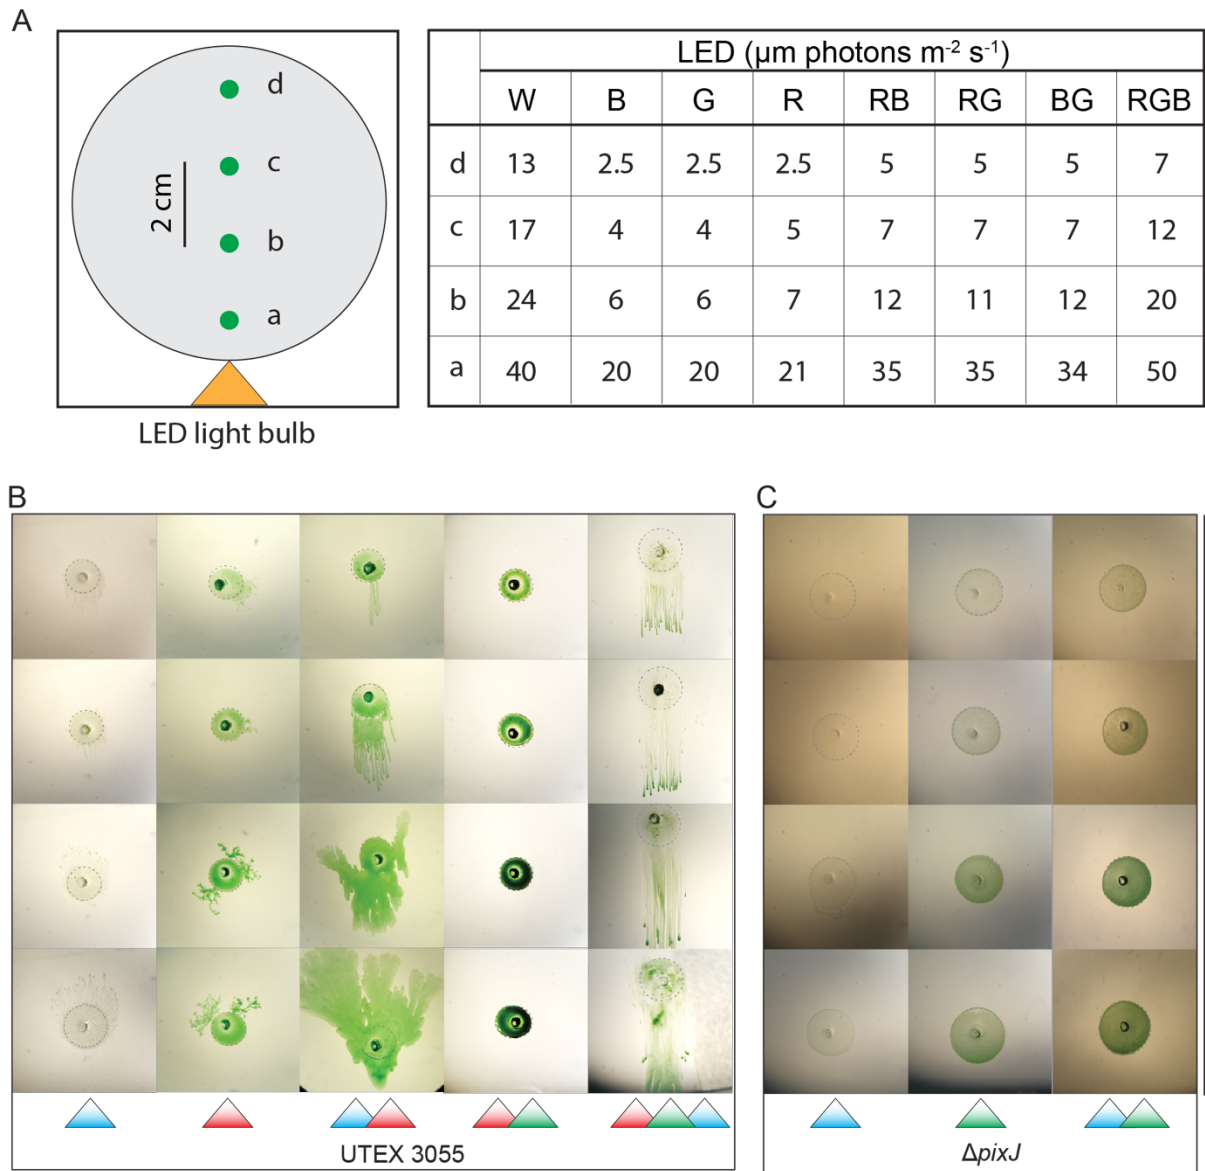 A
d
c
b
a
2 cm
LED light bulb
LED (μm photons m⁻² s⁻¹)
W B G R RB RG BG RGB
d 13 2.5 2.5 2.5 5 5 5 7
c 17 4 4 5 7 7 7 12
b 24 6 6 7 12 11 12 20
a 40 20 20 21 35 35 34 50
B
UTEX 3055
C
ΔpixJ